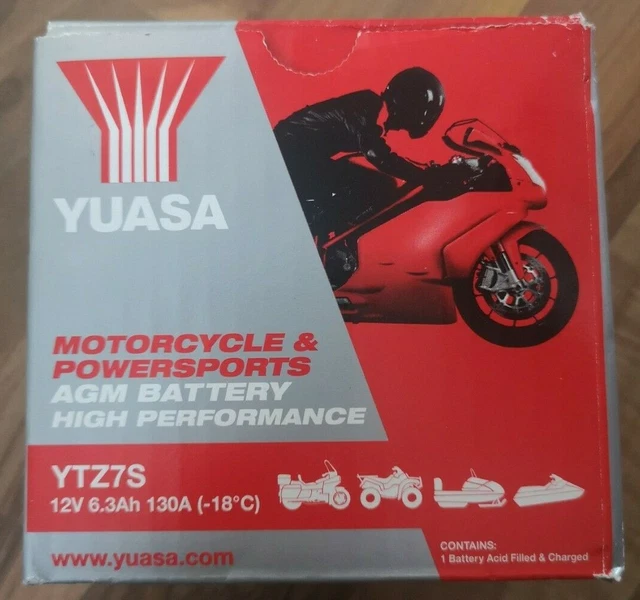 YUASA
MOTORCYCLE &
POWERSPORTS
AGM BATTERY
HIGH PERFORMANCE
YTZ7S
12V 6.3Ah 130A (-18°C)
www.yuasa.com
CONTAINS:
1 Battery Acid Filled & Charged